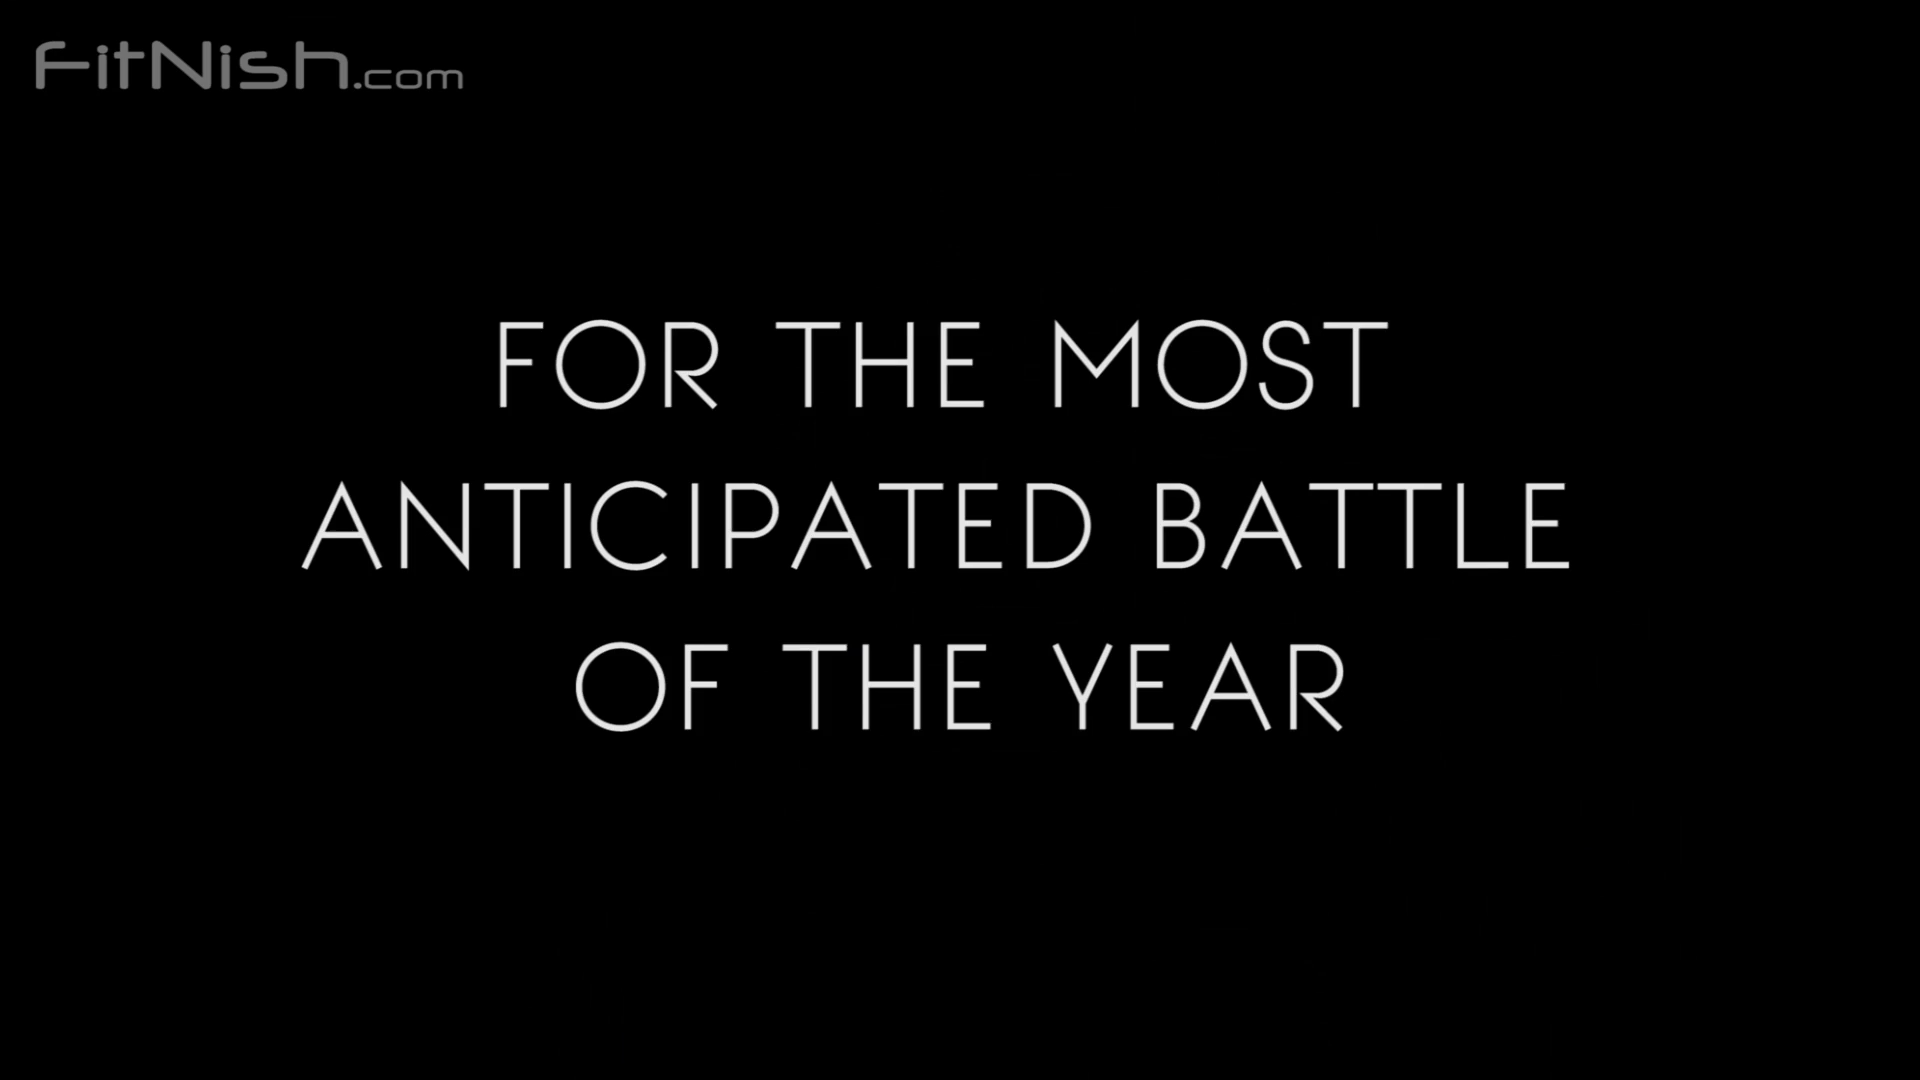 FitNish.com
FOR THE MOST
ANTICIPATED BATTLE
OF THE YEAR